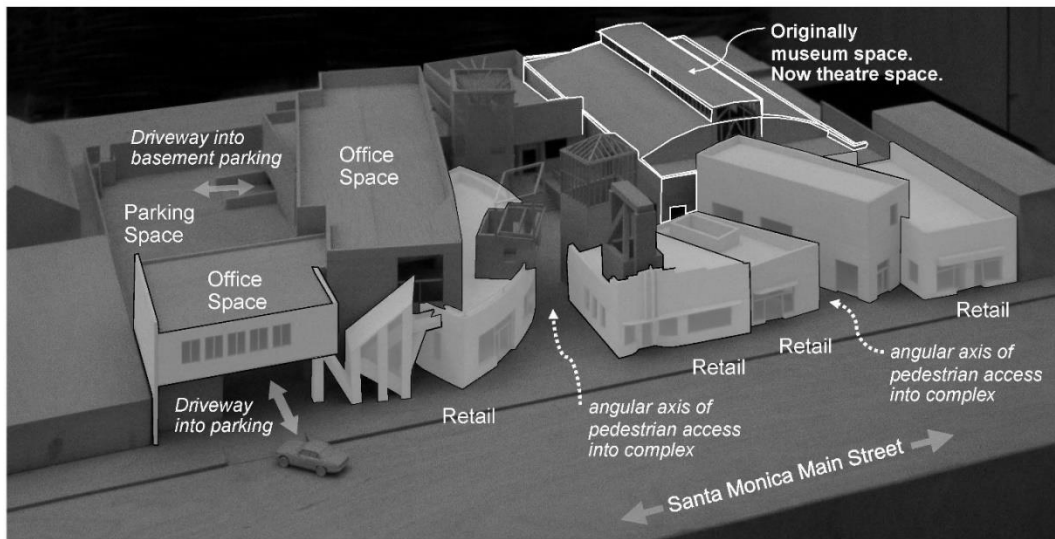 Originally
museum space.
Now theatre space.
Driveway into
basement parking
Office
Space
Parking
Space
Office
Space
Driveway
into parking
Retail
angular axis of
pedestrian access
into complex
Retail
Retail
Retail
angular axis of
pedestrian access
into complex
Santa Monica Main Street